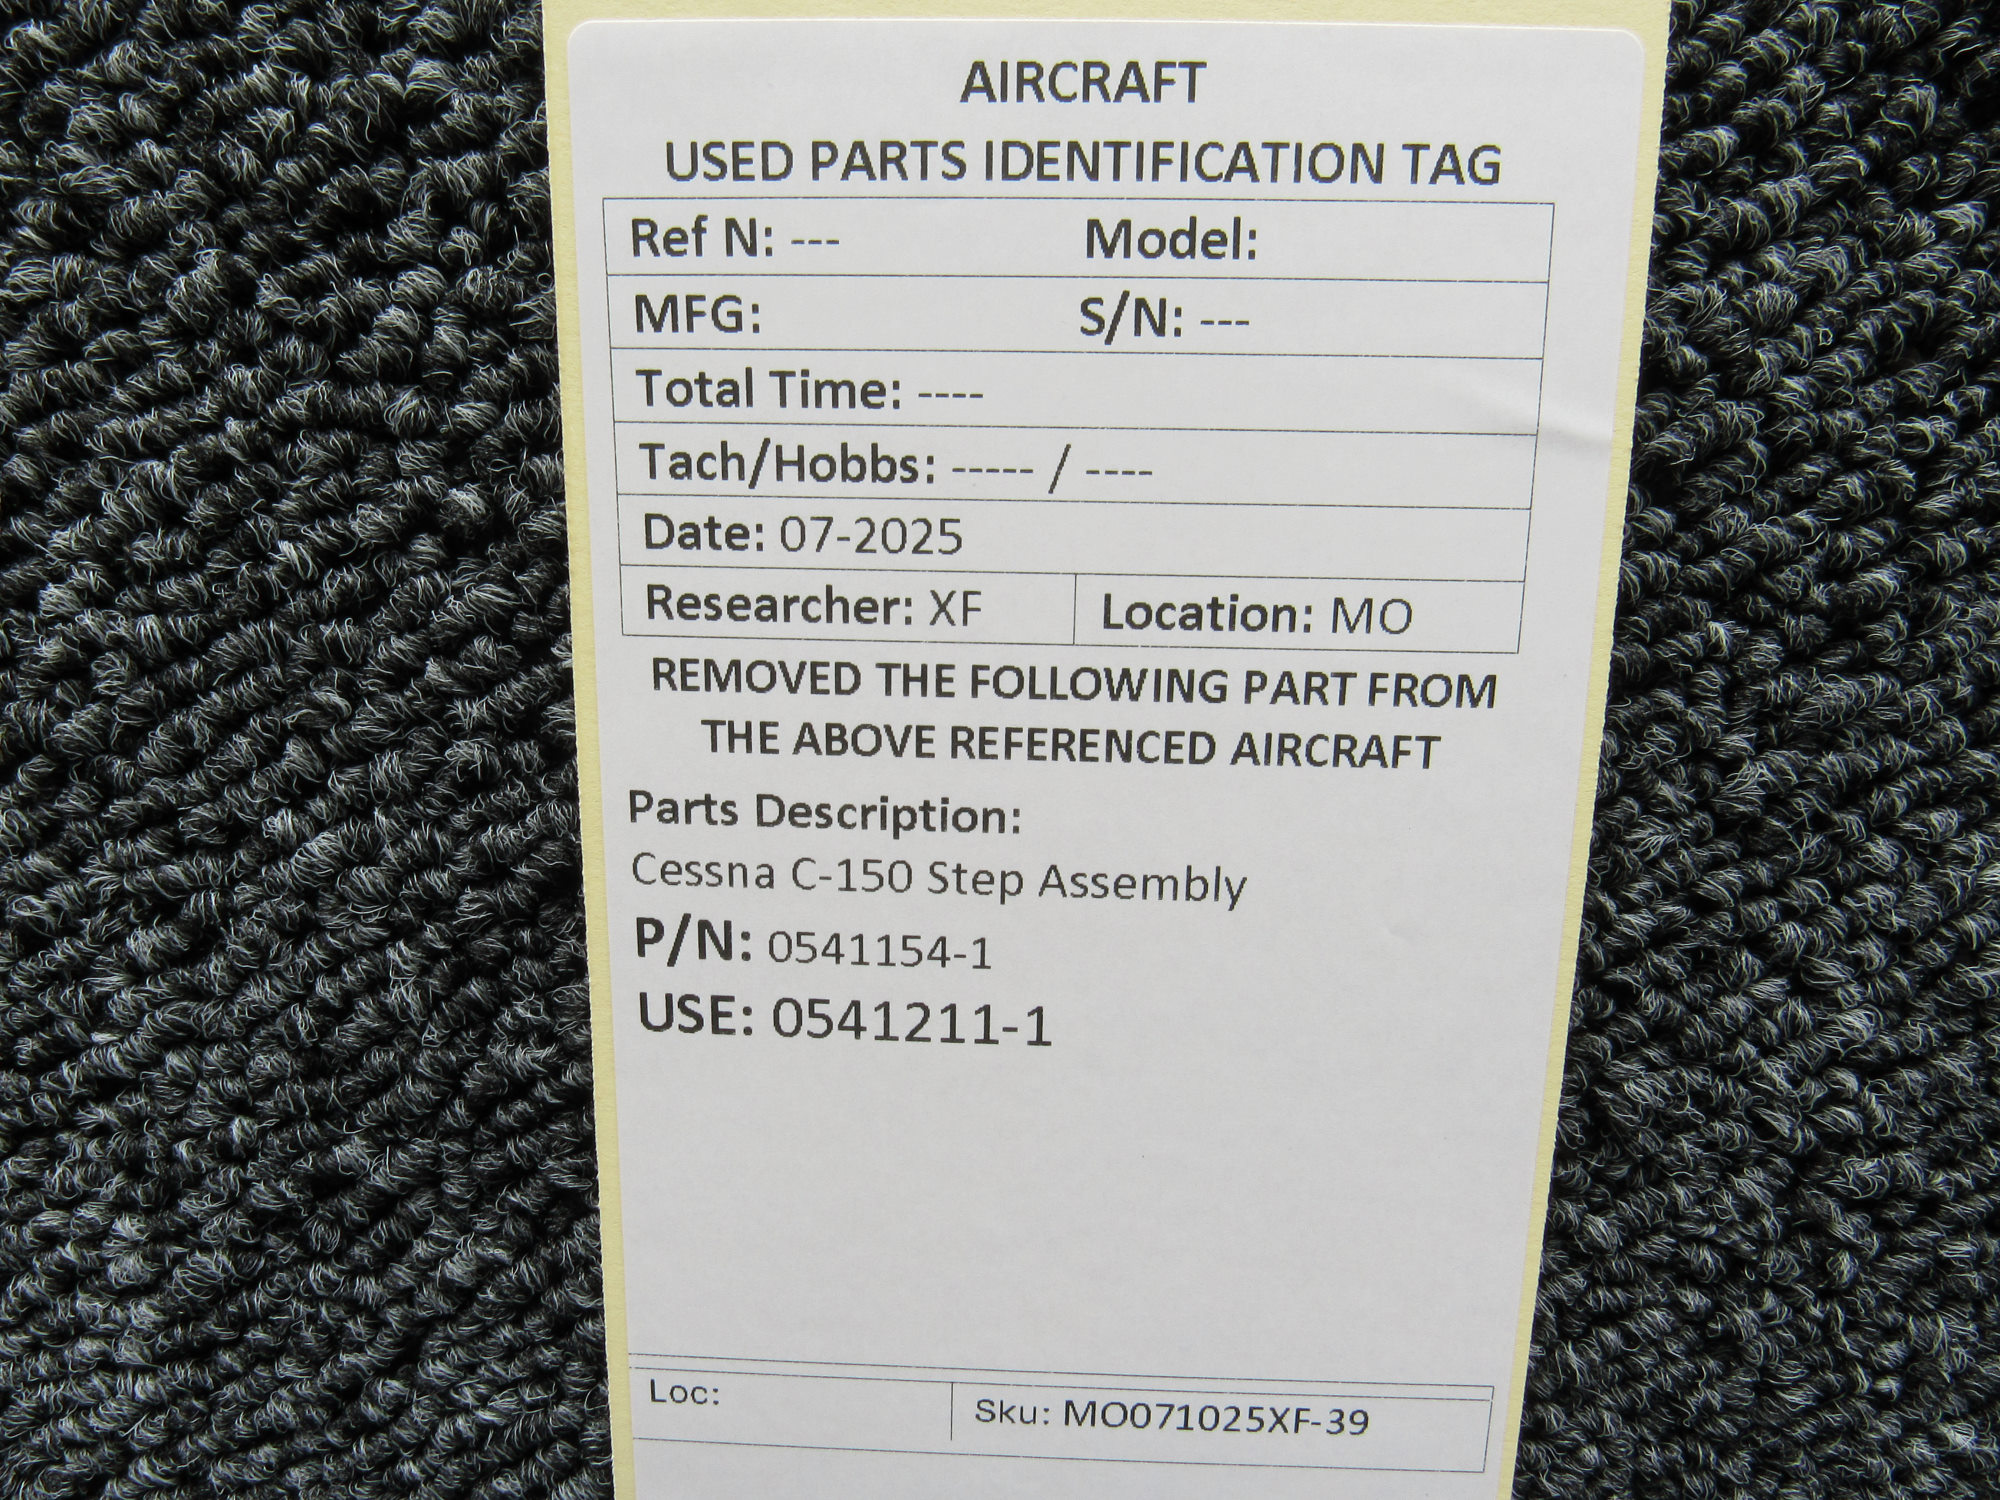 AIRCRAFT
USED PARTS IDENTIFICATION TAG
Ref N: --- Model:
MFG: S/N: ---
Total Time: ----
Tach/Hobbs: ----- / ----
Date: 07-2025
Researcher: XF Location: MO
REMOVED THE FOLLOWING PART FROM
THE ABOVE REFERENCED AIRCRAFT
Parts Description:
Cessna C-150 Step Assembly
P/N: 0541154-1
USE: 0541211-1
Loc: Sku: MO071025XF-39